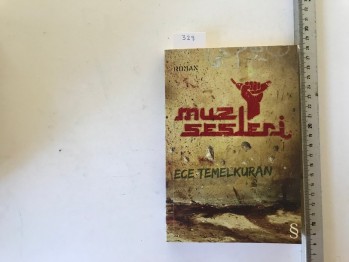 329
ROMAN
muz
sesleri
ECE TEMELKURAN